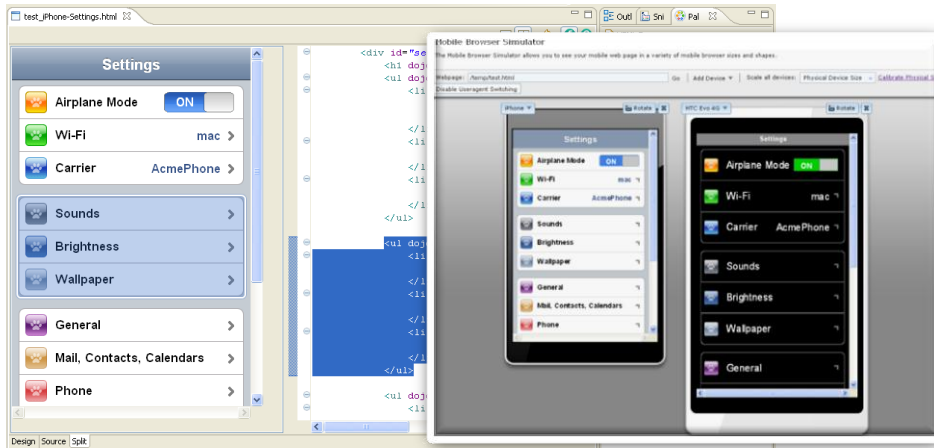 test_iPhone-Settings.html
Outl
Sni
Pal
Settings
Airplane Mode ON
Wi-Fi mac
Carrier AcmePhone
Sounds
Brightness
Wallpaper
General
Mail, Contacts, Calendars
Phone
Design Source Split
<div id="se
<h1 doj
<ul doj
<li
</l
<li
</l
<li
</l
</ul>
<ul doj
<li
</l
<li
</l
<li
</l
</ul>
<ul doj
<li
Mobile Browser Simulator
The Mobile Browser Simulator allows you to see your mobile web page in a variety of mobile browser sizes and shapes.
Webpage: /temp/test.html Go Add Device Scale all devices: Physical Device Size Calibrate Physical S
Disable Useragent Switching
iPhone Rotate
Settings
Airplane Mode ON
Wi-Fi mac
Carrier AcmePhone
Sounds
Brightness
Wallpaper
General
Mail, Contacts, Calendars
Phone
HTC Evo 4G Rotate
Settings
Airplane Mode ON
Wi-Fi mac
Carrier AcmePhone
Sounds
Brightness
Wallpaper
General